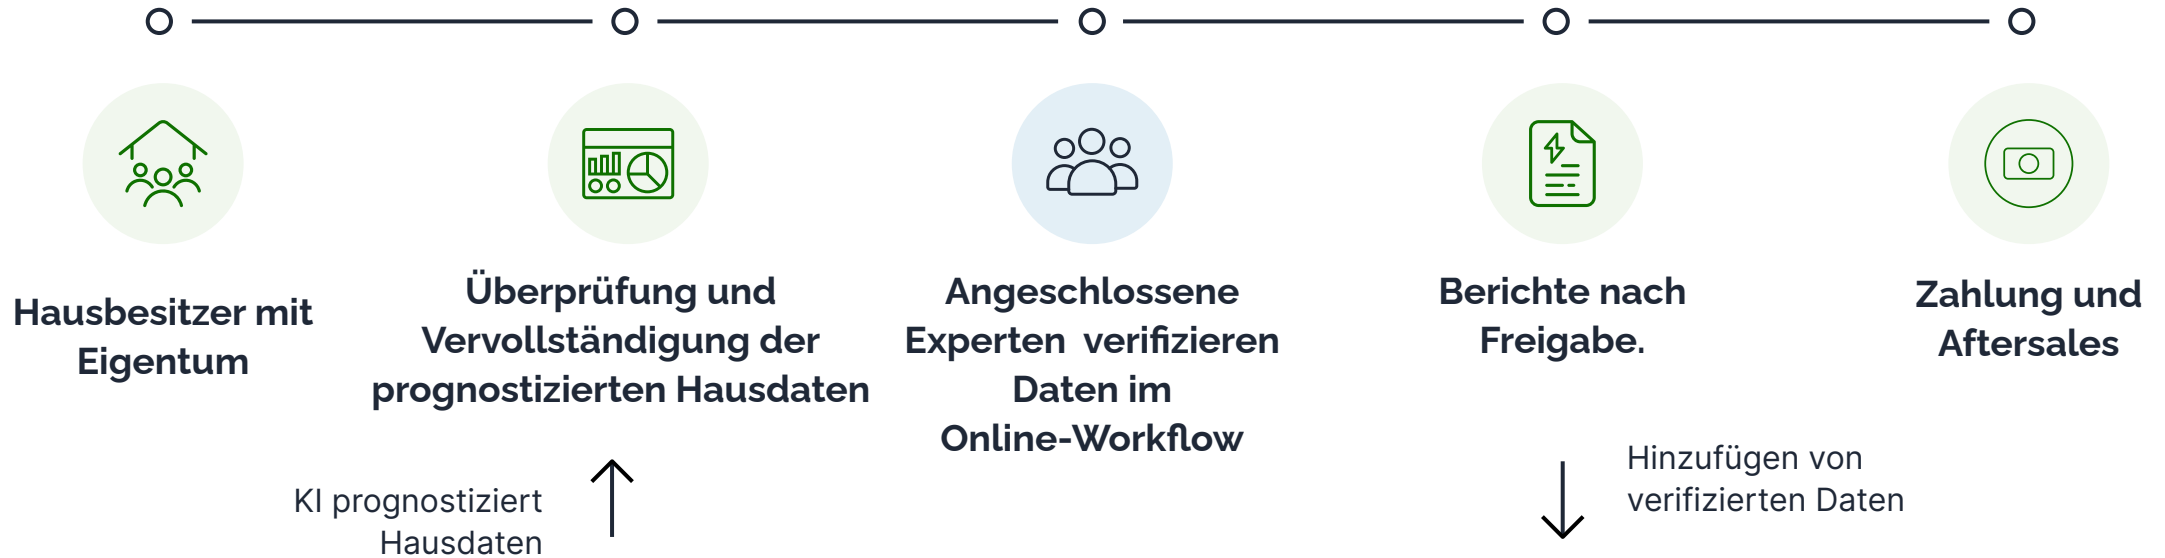 Hausbesitzer mit
Eigentum
Überprüfung und
Vervollständigung der
prognostizierten Hausdaten
Angeschlossene
Experten  verifizieren
Daten im
Online-Workflow
Berichte nach
Freigabe.
Zahlung und
Aftersales
KI prognostiziert
Hausdaten
Hinzufügen von
verifizierten Daten